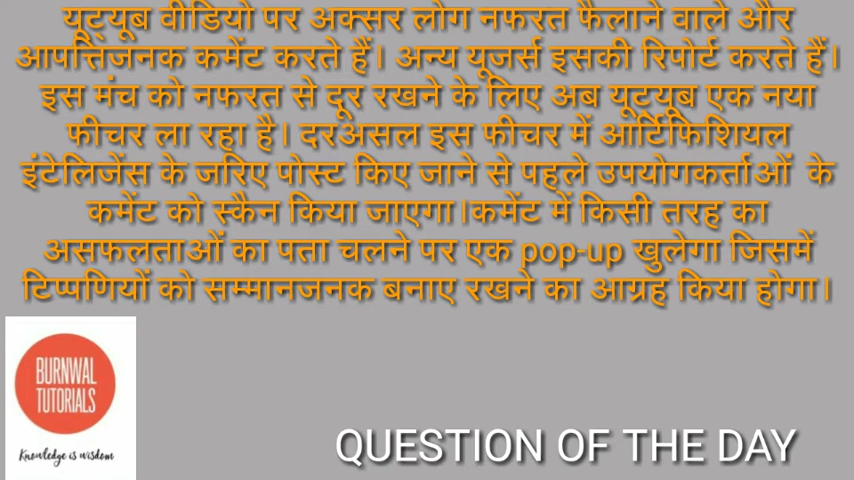 यूट्यूब वीडियो पर अक्सर लोग नफरत फैलाने वाले और
आपत्तिजनक कमेंट करते हैं। अन्य यूजर्स इसकी रिपोर्ट करते हैं।
इस मंच को नफरत से दूर रखने के लिए अब यूट्यूब एक नया
फीचर ला रहा है। दरअसल इस फीचर में आर्टिफिशियल
इंटेलिजेंस के जरिए पोस्ट किए जाने से पहले उपयोगकर्ताओं के
कमेंट को स्कैन किया जाएगा।कमेंट में किसी तरह का
असफलताओं का पता चलने पर एक pop-up खुलेगा जिसमें
टिप्पणियों को सम्मानजनक बनाए रखने का आग्रह किया होगा।
BURNWAL
TUTORIALS
Knowledge is wisdom
QUESTION OF THE DAY